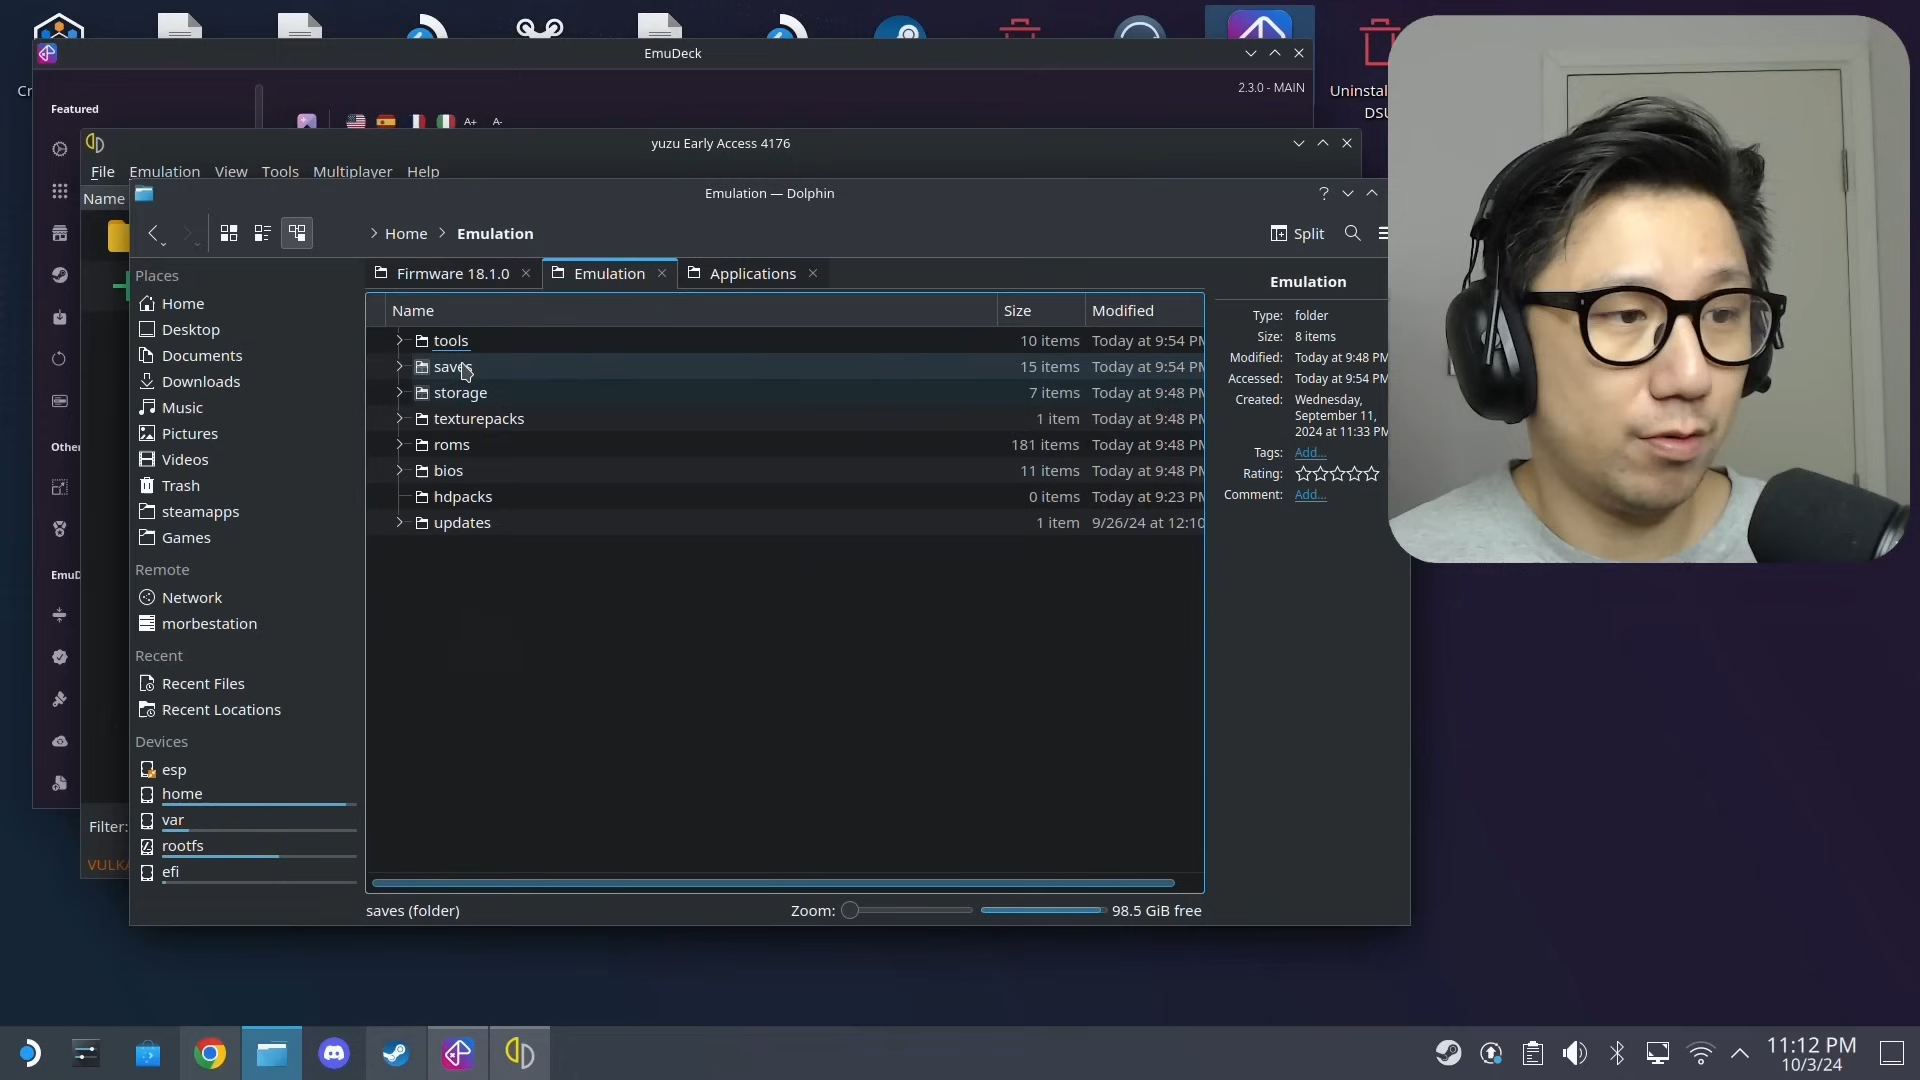 EmuDeck
Cr
Featured
2.3.0 - MAIN
Uninstal
DSU
A+ A-
yuzu Early Access 4176
File Emulation View Tools Multiplayer Help
Name
Emulation — Dolphin
Home Emulation
Split
Places
Home
Desktop
Documents
Downloads
Music
Pictures
Videos
Trash
steamapps
Games
Remote
Network
morbestation
Recent
Recent Files
Recent Locations
Devices
esp
home
var
rootfs
efi
Firmware 18.1.0
Emulation
Applications
Name Size Modified
tools 10 items Today at 9:54 PM
saves 15 items Today at 9:54 PM
storage 7 items Today at 9:48 PM
texturepacks 1 item Today at 9:48 PM
roms 181 items Today at 9:48 PM
bios 11 items Today at 9:48 PM
hdpacks 0 items Today at 9:23 PM
updates 1 item 9/26/24 at 12:10
Emulation
Type: folder
Size: 8 items
Modified: Today at 9:48 PM
Accessed: Today at 9:54 PM
Created: Wednesday,
September 11,
2024 at 11:33 PM
Tags: Add...
Rating:
Comment: Add...
Other
EmuD
Filter:
VULKA
saves (folder)
Zoom:
98.5 GiB free
11:12 PM
10/3/24